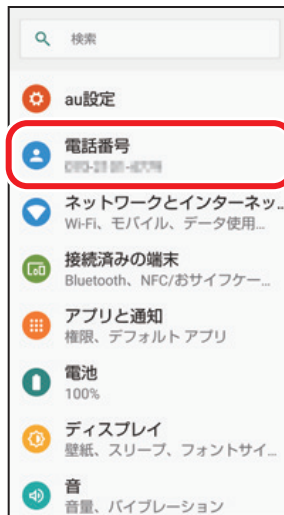 検索
au設定
電話番号
ネットワークとインターネッ...
Wi-Fi、モバイル、データ使用...
接続済みの端末
Bluetooth、NFC/おサイフケー...
アプリと通知
権限、デフォルト アプリ
電池
100%
ディスプレイ
壁紙、スリープ、フォントサイ...
音
音量、バイブレーション